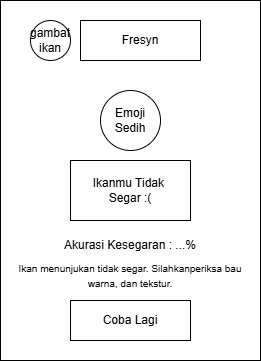 gambat
ikan
Fresyn
Emoji
Sedih
Ikanmu Tidak
Segar :(
Akurasi Kesegaran : ...%
Ikan menunjukan tidak segar. Silahkanperiksa bau
warna, dan tekstur.
Coba Lagi